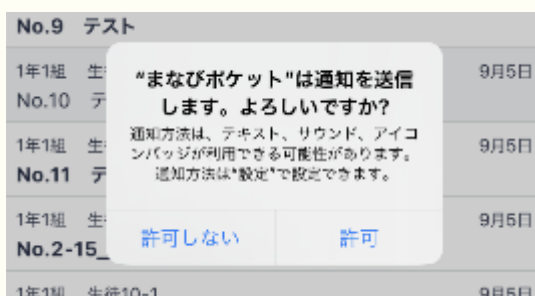 No.9 テスト
1年1組 生
9月5日
No.10 テ
"まなびポケット"は通知を送信
します。よろしいですか?
通知方法は、テキスト、サウンド、アイコ
ンバッジが利用できる可能性があります。
通知方法は"設定"で設定できます。
1年1組 生
9月5日
No.11 テ
1年1組 生
9月5日
No.2-15_
許可しない
許可
1年1組 生徒10-1
9月5日